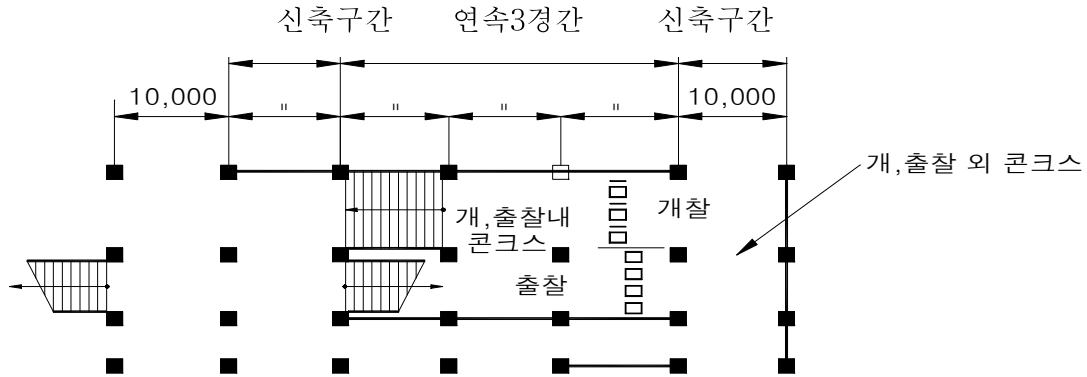 신축구간 연속3경간 신축구간
10,000 " " " " 10,000
개,출찰 외 콘크스
개찰
개,출찰내
콘크스
출찰